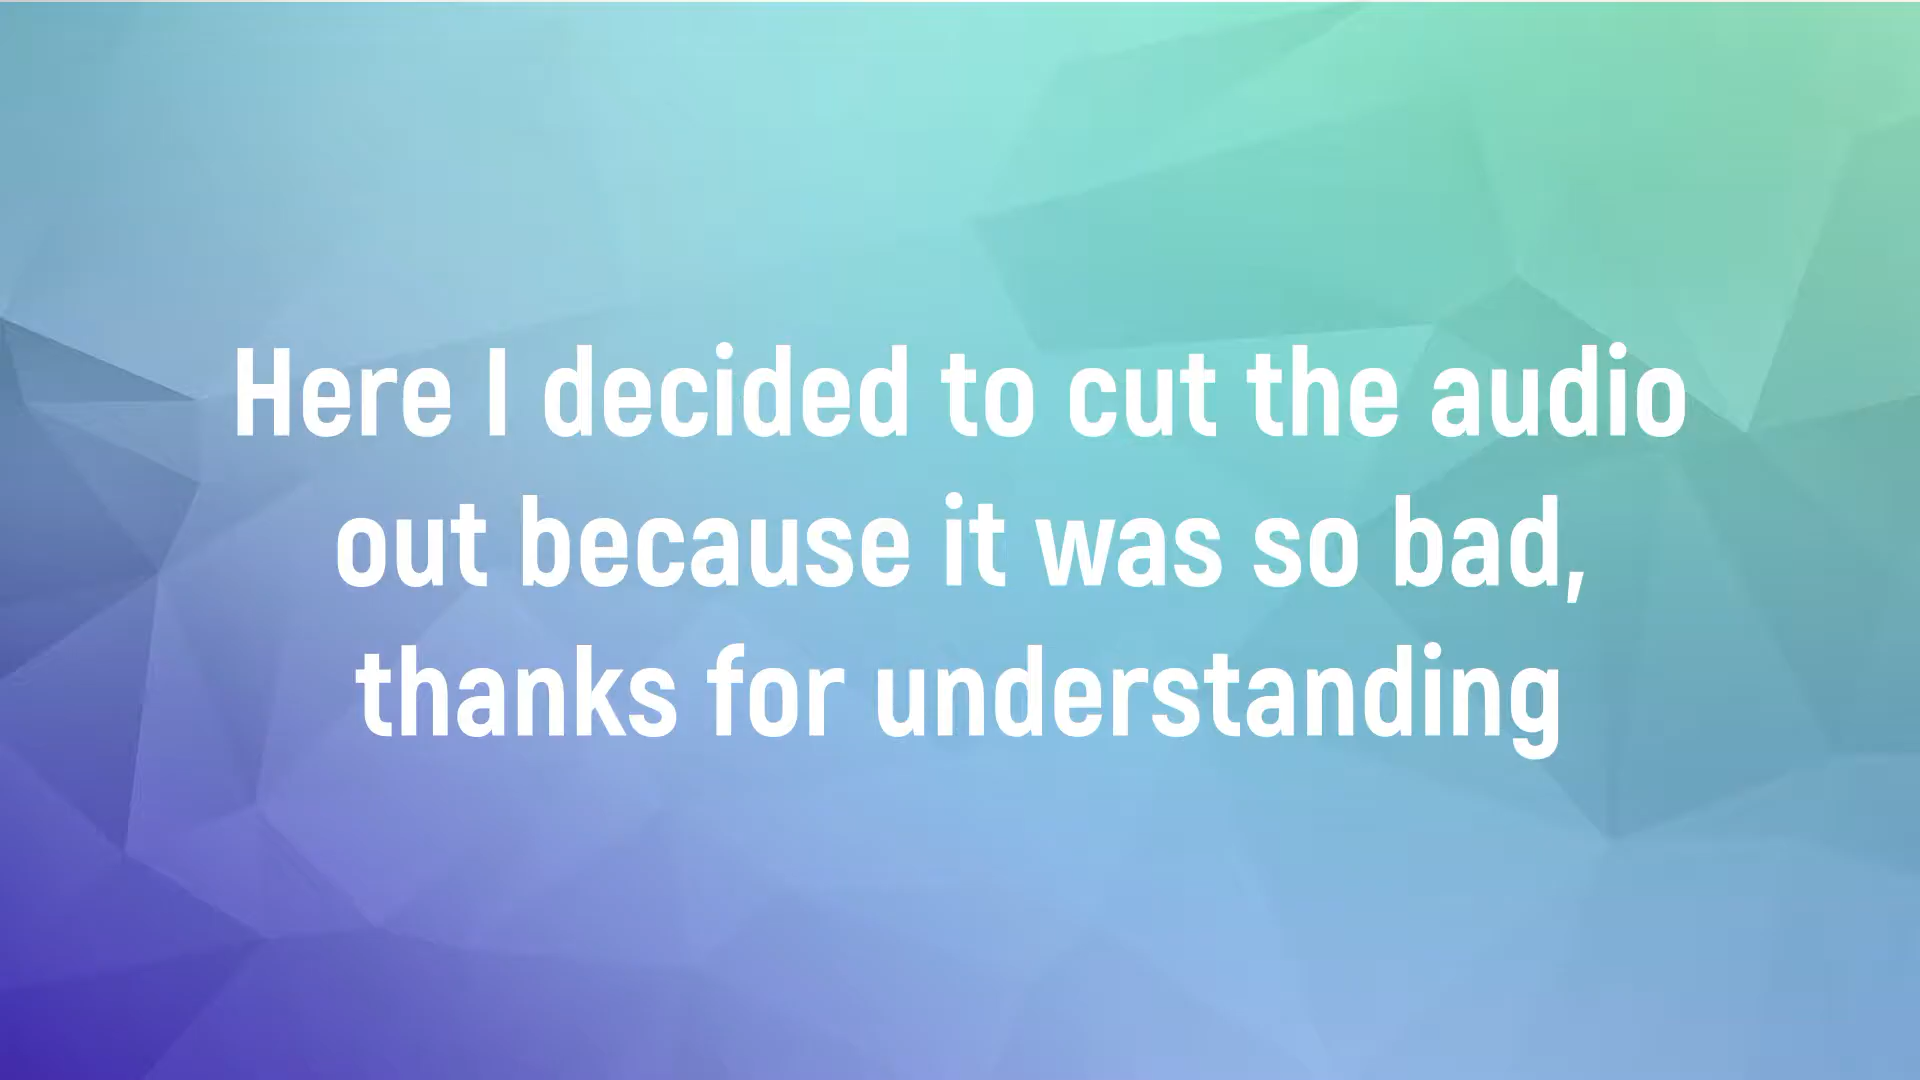 Here I decided to cut the audio
out because it was so bad,
thanks for understanding